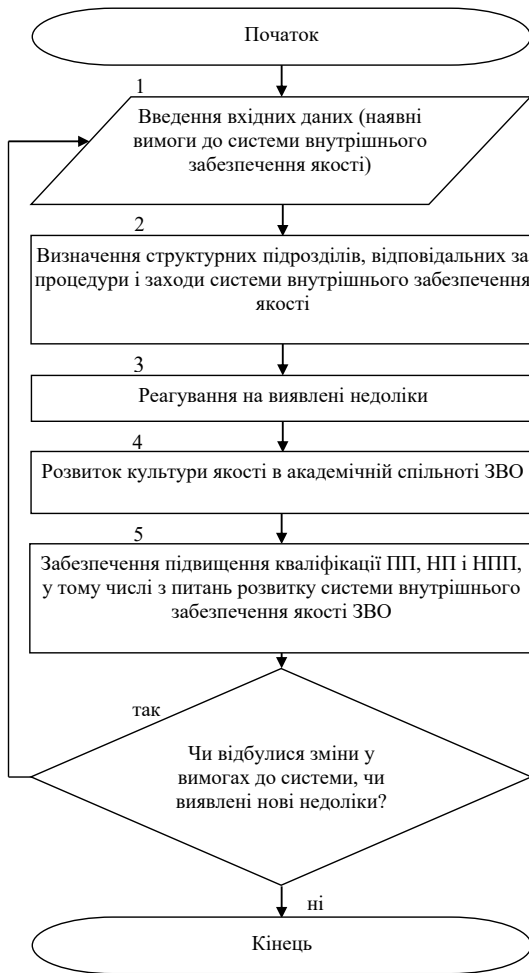 Початок
1
Введення вхідних даних (наявні
вимоги до системи внутрішнього
забезпечення якості)
2
Визначення структурних підрозділів, відповідальних за
процедури і заходи системи внутрішнього забезпечення
якості
3
Реагування на виявлені недоліки
4
Розвиток культури якості в академічній спільноті ЗВО
5
Забезпечення підвищення кваліфікації ПП, НП і НПП,
у тому числі з питань розвитку системи внутрішнього
забезпечення якості ЗВО
так
Чи відбулися зміни у
вимогах до системи, чи
виявлені нові недоліки?
ні
Кінець